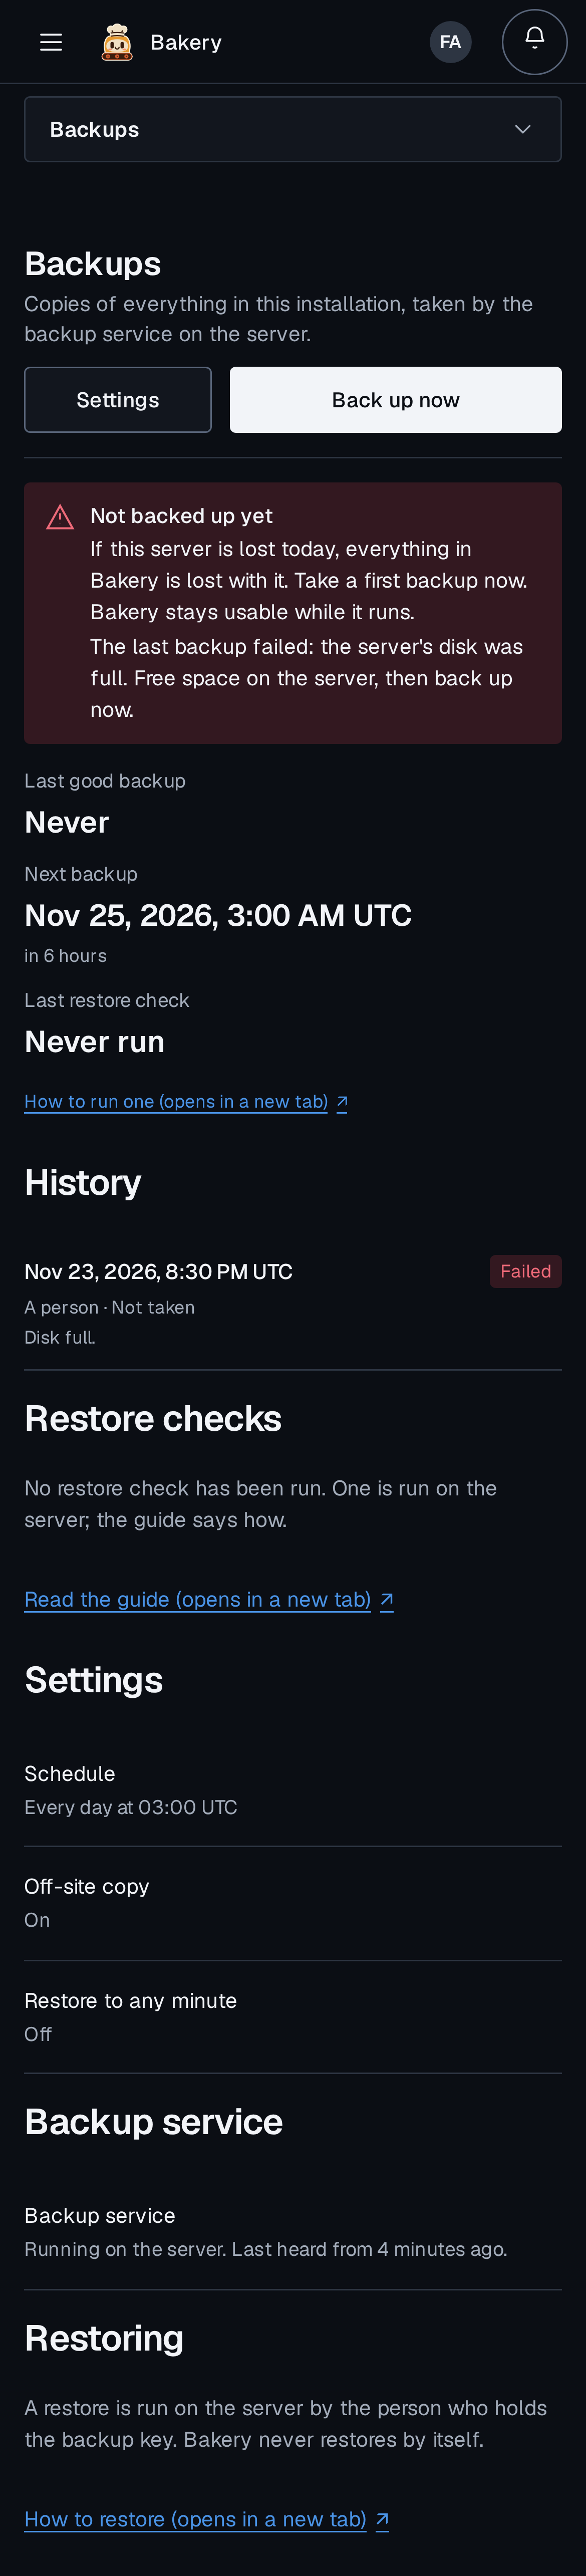 Bakery
FA
Backups
Backups
Copies of everything in this installation, taken by the
backup service on the server.
Settings
Back up now
Not backed up yet
If this server is lost today, everything in
Bakery is lost with it. Take a first backup now.
Bakery stays usable while it runs.
The last backup failed: the server's disk was
full. Free space on the server, then back up
now.
Last good backup
Never
Next backup
Nov 25, 2026, 3:00 AM UTC
in 6 hours
Last restore check
Never run
How to run one (opens in a new tab) ↗
History
Nov 23, 2026, 8:30 PM UTC
Failed
A person · Not taken
Disk full.
Restore checks
No restore check has been run. One is run on the
server; the guide says how.
Read the guide (opens in a new tab) ↗
Settings
Schedule
Every day at 03:00 UTC
Off-site copy
On
Restore to any minute
Off
Backup service
Backup service
Running on the server. Last heard from 4 minutes ago.
Restoring
A restore is run on the server by the person who holds
the backup key. Bakery never restores by itself.
How to restore (opens in a new tab) ↗